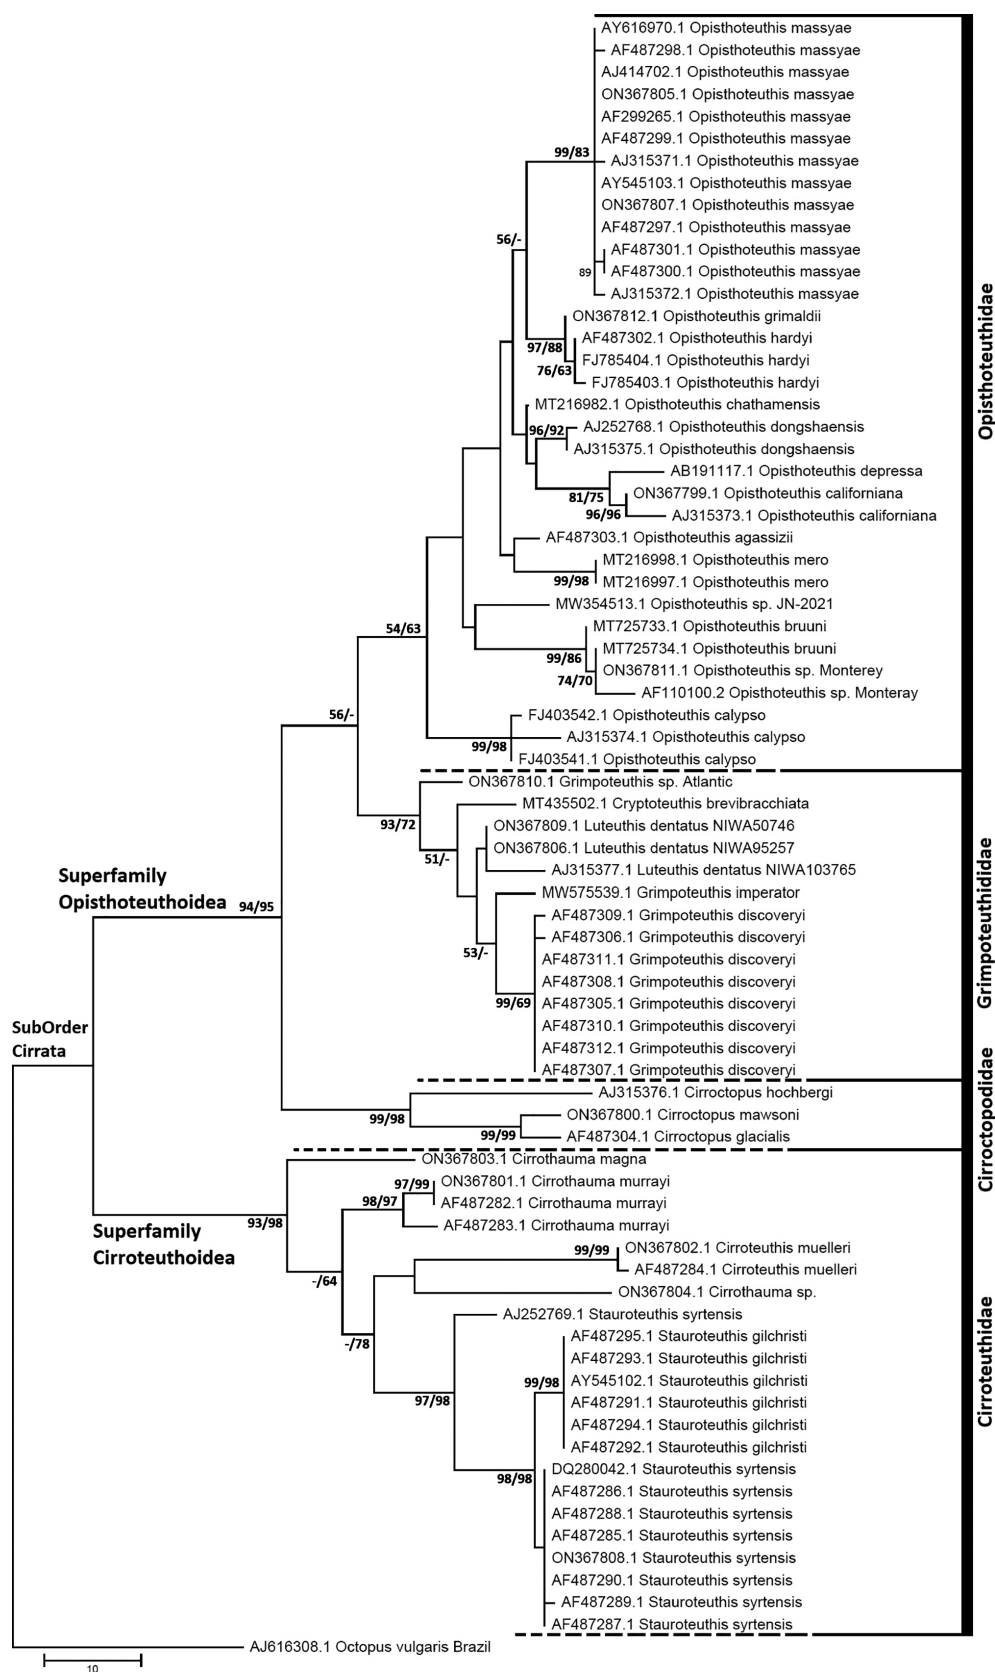 AY616970.1 Opisthoteuthis massyae
AF487298.1 Opisthoteuthis massyae
AJ414702.1 Opisthoteuthis massyae
ON367805.1 Opisthoteuthis massyae
AF299265.1 Opisthoteuthis massyae
AF487299.1 Opisthoteuthis massyae
99/83
AJ315371.1 Opisthoteuthis massyae
AY545103.1 Opisthoteuthis massyae
ON367807.1 Opisthoteuthis massyae
AF487297.1 Opisthoteuthis massyae
56/-
AF487301.1 Opisthoteuthis massyae
89
AF487300.1 Opisthoteuthis massyae
AJ315372.1 Opisthoteuthis massyae
ON367812.1 Opisthoteuthis grimaldii
AF487302.1 Opisthoteuthis hardyi
97/88
FJ785404.1 Opisthoteuthis hardyi
76/63
FJ785403.1 Opisthoteuthis hardyi
Opisthoteuthidae
MT216982.1 Opisthoteuthis chathamensis
96/92
AJ252768.1 Opisthoteuthis dongshaensis
AJ315375.1 Opisthoteuthis dongshaensis
AB191117.1 Opisthoteuthis depressa
81/75
ON367799.1 Opisthoteuthis californiana
96/96
AJ315373.1 Opisthoteuthis californiana
AF487303.1 Opisthoteuthis agassizii
MT216998.1 Opisthoteuthis mero
99/98
MT216997.1 Opisthoteuthis mero
MW354513.1 Opisthoteuthis sp. JN-2021
54/63
MT725733.1 Opisthoteuthis bruuni
MT725734.1 Opisthoteuthis bruuni
99/86
ON367811.1 Opisthoteuthis sp. Monterey
74/70
AF110100.2 Opisthoteuthis sp. Monteray
56/-
FJ403542.1 Opisthoteuthis calypso
AJ315374.1 Opisthoteuthis calypso
99/98
FJ403541.1 Opisthoteuthis calypso
ON367810.1 Grimpoteuthis sp. Atlantic
MT435502.1 Cryptoteuthis brevibracchiata
93/72
ON367809.1 Luteuthis dentatus NIWA50746
ON367806.1 Luteuthis dentatus NIWA95257
51/-
AJ315377.1 Luteuthis dentatus NIWA103765
MW575539.1 Grimpoteuthis imperator
Superfamily
Opisthoteuthoidea
94/95
AF487309.1 Grimpoteuthis discoveryi
AF487306.1 Grimpoteuthis discoveryi
53/-
AF487311.1 Grimpoteuthis discoveryi
AF487308.1 Grimpoteuthis discoveryi
99/69
AF487305.1 Grimpoteuthis discoveryi
AF487310.1 Grimpoteuthis discoveryi
AF487312.1 Grimpoteuthis discoveryi
AF487307.1 Grimpoteuthis discoveryi
Grimpoteuthididae
SubOrder
Cirrata
AJ315376.1 Cirroctopus hochbergi
99/98
ON367800.1 Cirroctopus mawsoni
99/99
AF487304.1 Cirroctopus glacialis
Cirroctopodidae
ON367803.1 Cirrothauma magna
97/99
ON367801.1 Cirrothauma murrayi
98/97
AF487282.1 Cirrothauma murrayi
93/98
AF487283.1 Cirrothauma murrayi
Superfamily
Cirroteuthoidea
99/99
ON367802.1 Cirroteuthis muelleri
AF487284.1 Cirroteuthis muelleri
-/64
ON367804.1 Cirrothauma sp.
AJ252769.1 Stauroteuthis syrtensis
-/78
AF487295.1 Stauroteuthis gilchristi
AF487293.1 Stauroteuthis gilchristi
99/98
AY545102.1 Stauroteuthis gilchristi
97/98
AF487291.1 Stauroteuthis gilchristi
AF487294.1 Stauroteuthis gilchristi
AF487292.1 Stauroteuthis gilchristi
98/98
DQ280042.1 Stauroteuthis syrtensis
AF487286.1 Stauroteuthis syrtensis
AF487288.1 Stauroteuthis syrtensis
AF487285.1 Stauroteuthis syrtensis
ON367808.1 Stauroteuthis syrtensis
AF487290.1 Stauroteuthis syrtensis
AF487289.1 Stauroteuthis syrtensis
AF487287.1 Stauroteuthis syrtensis
Cirroteuthidae
AJ616308.1 Octopus vulgaris Brazil
10